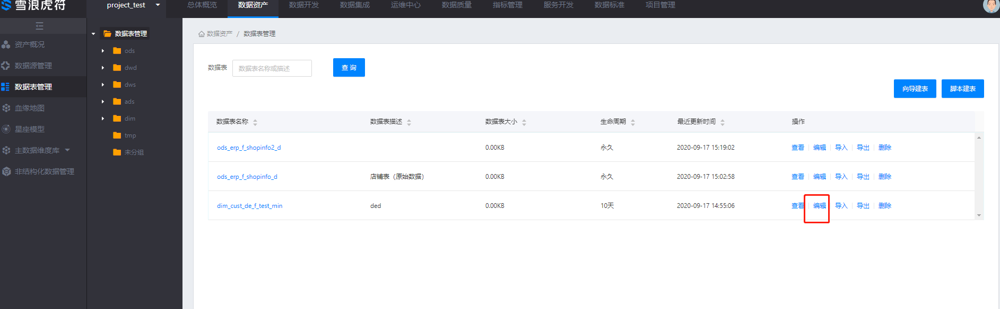 雪浪虎符
project_test
总体概览 数据资产 数据开发 数据集成 运维中心 数据质量 指标管理 服务开发 数据标准 项目管理
资产概况
数据源管理
数据表管理
血缘地图
星座模型
主数据维度库
非结构化数据管理
数据表管理
ods
dwd
dws
ads
dim
tmp
未分组
数据资产 / 数据表管理
数据表 数据表名称或描述 查 询
向导建表 脚本建表
数据表名称 数据表描述 数据表大小 生命周期 最近更新时间 操作
ods_erp_f_shopinfo2_d 0.00KB 永久 2020-09-17 15:19:02 查看 编辑 导入 导出 删除
ods_erp_f_shopinfo_d 店铺表（原始数据） 0.00KB 永久 2020-09-17 15:02:58 查看 编辑 导入 导出 删除
dim_cust_de_f_test_min ded 0.00KB 10天 2020-09-17 14:55:06 查看 编辑 导入 导出 删除